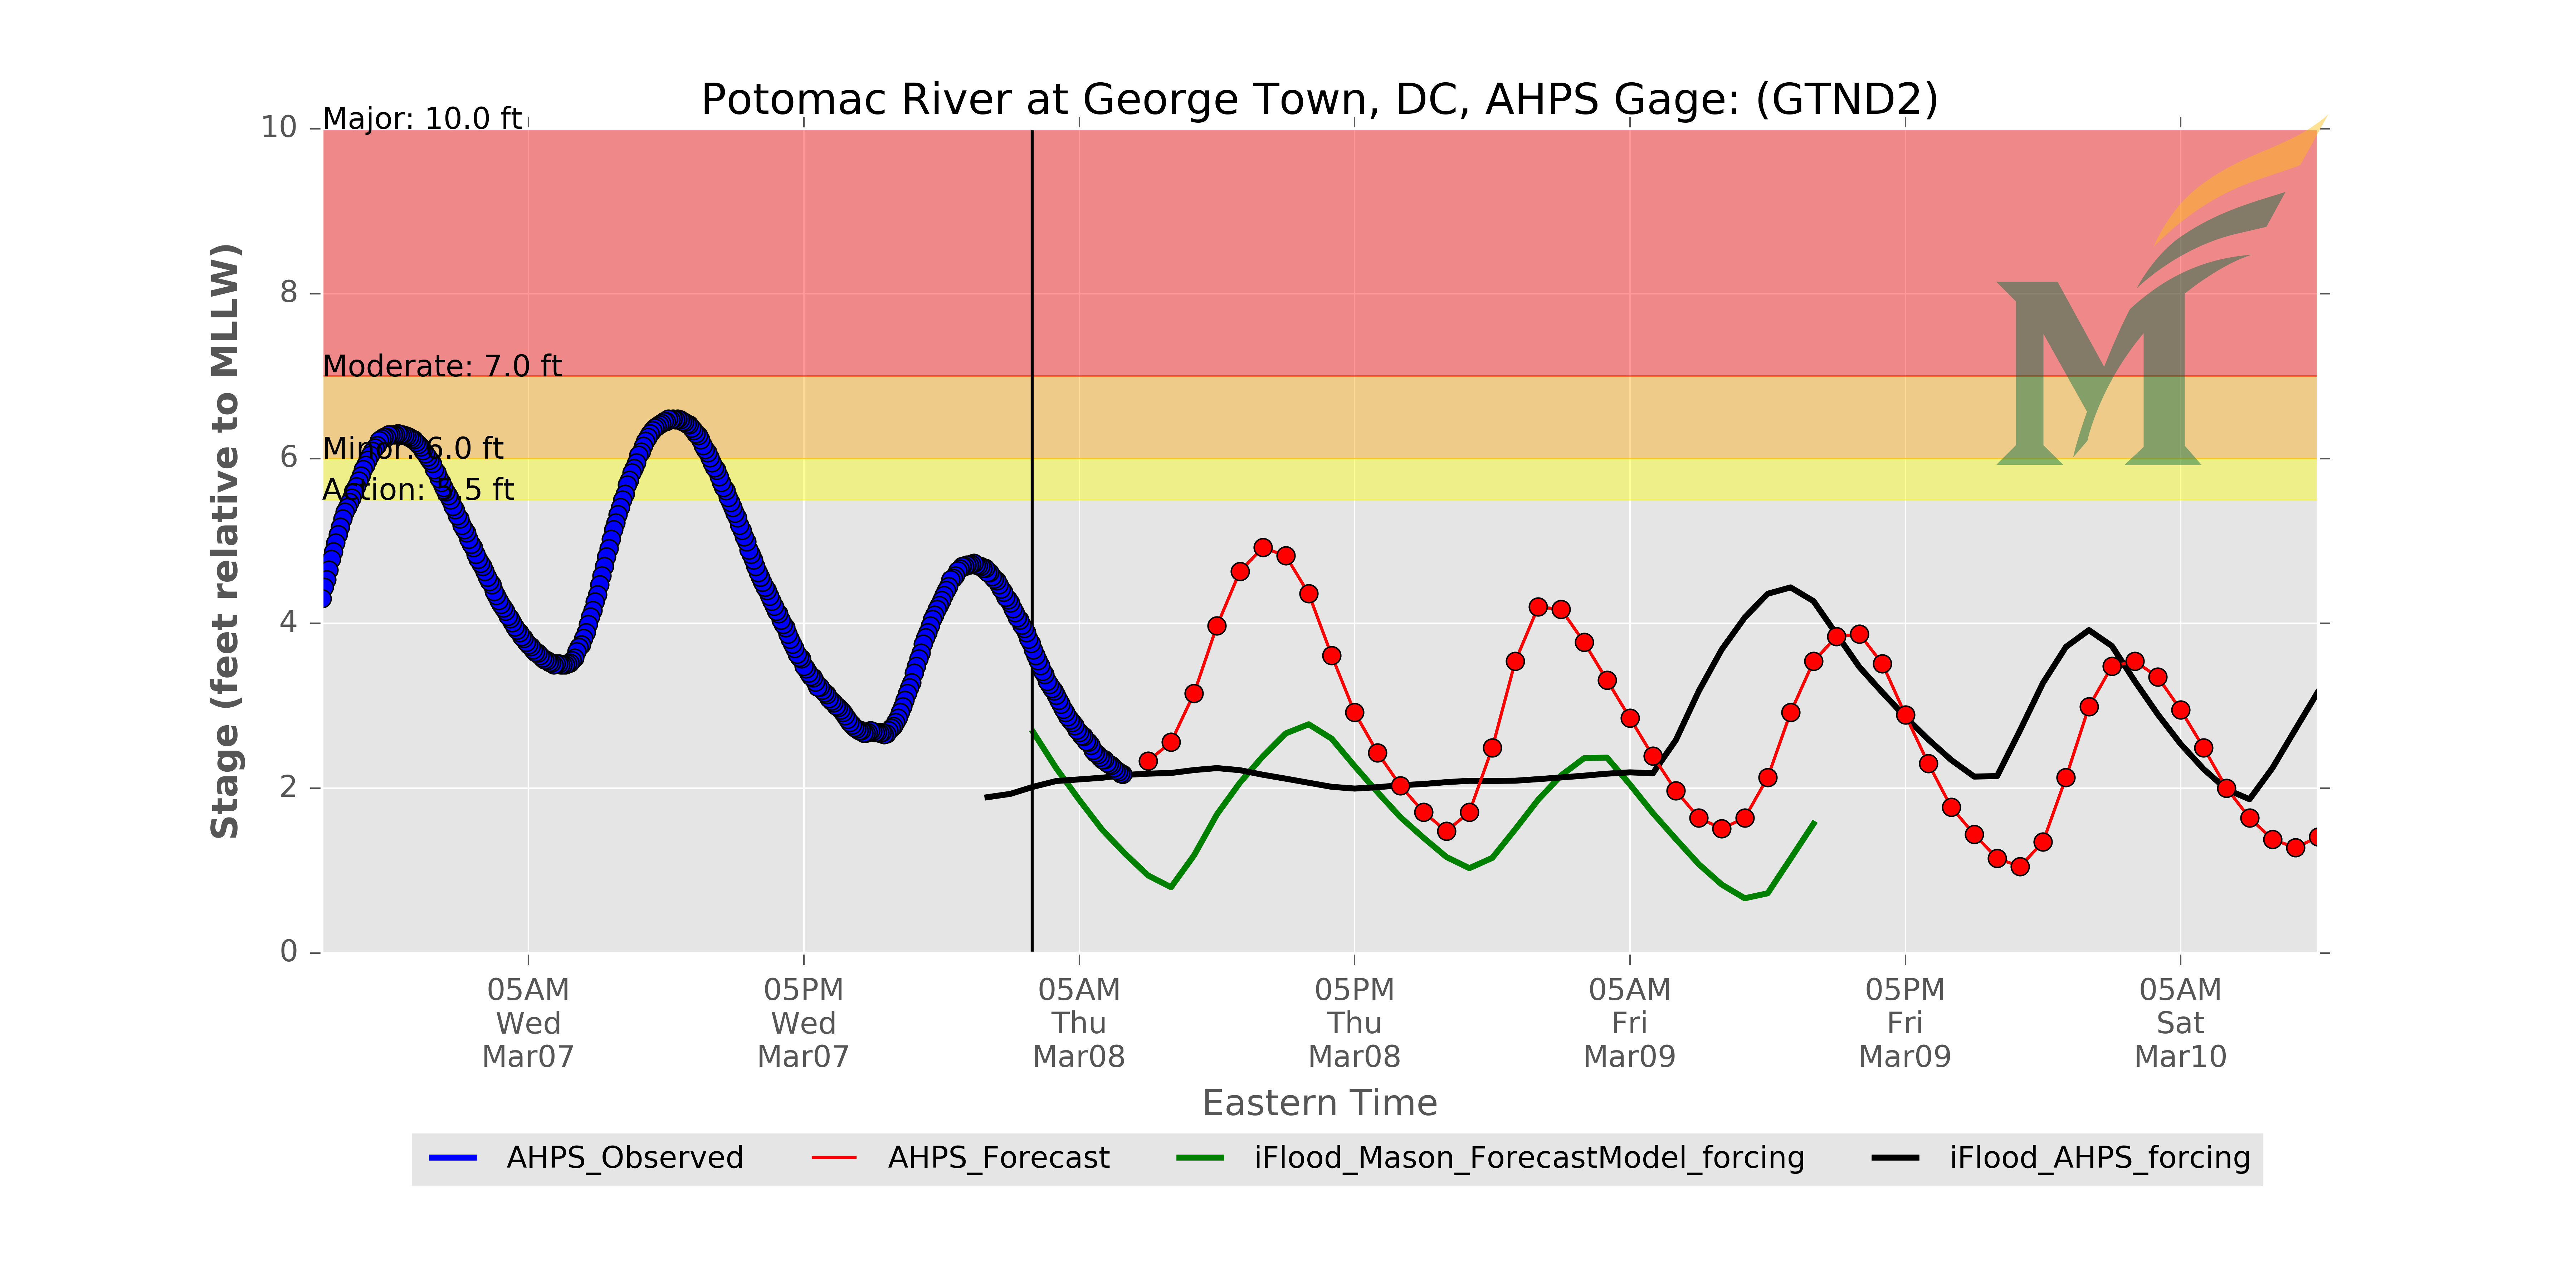 Potomac River at George Town, DC, AHPS Gage: (GTND2)
Major: 10.0 ft
Moderate: 7.0 ft
Minor: 6.0 ft
Action: 5.5 ft
Stage (feet relative to MLLW)
10
8
6
4
2
0
05AM
Wed
Mar07
05PM
Wed
Mar07
05AM
Thu
Mar08
05PM
Thu
Mar08
05AM
Fri
Mar09
05PM
Fri
Mar09
05AM
Sat
Mar10
Eastern Time
AHPS_Observed
AHPS_Forecast
iFlood_Mason_ForecastModel_forcing
iFlood_AHPS_forcing
M